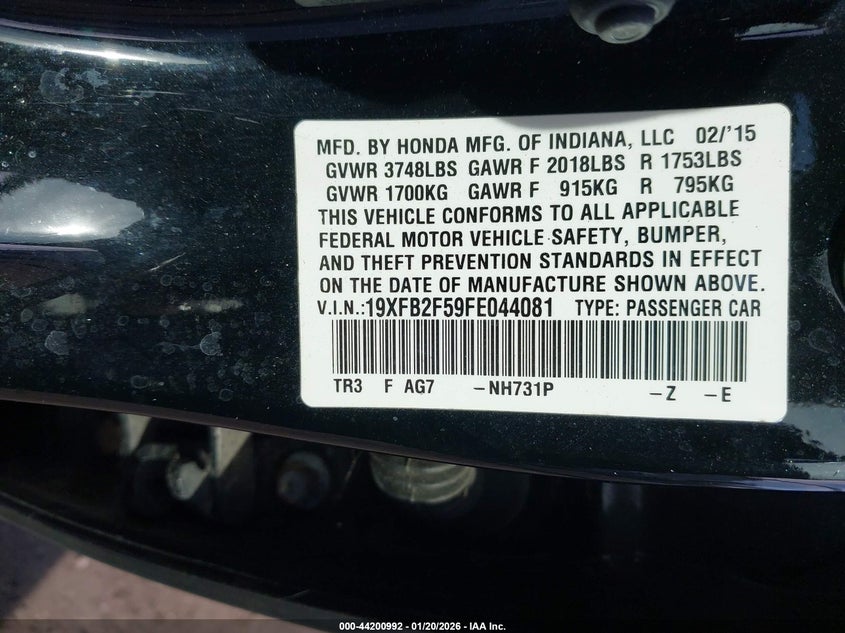 MFD. BY HONDA MFG. OF INDIANA, LLC 02/'15
GVWR 3748LBS GAWR F 2018LBS R 1753LBS
GVWR 1700KG GAWR F 915KG R 795KG
THIS VEHICLE CONFORMS TO ALL APPLICABLE
FEDERAL MOTOR VEHICLE SAFETY, BUMPER,
AND THEFT PREVENTION STANDARDS IN EFFECT
ON THE DATE OF MANUFACTURE SHOWN ABOVE.
V.I.N.:19XFB2F59FE044081 TYPE: PASSENGER CAR
TR3 F AG7 -NH731P -Z -E
000-44200992 - 01/20/2026 - IAA Inc.